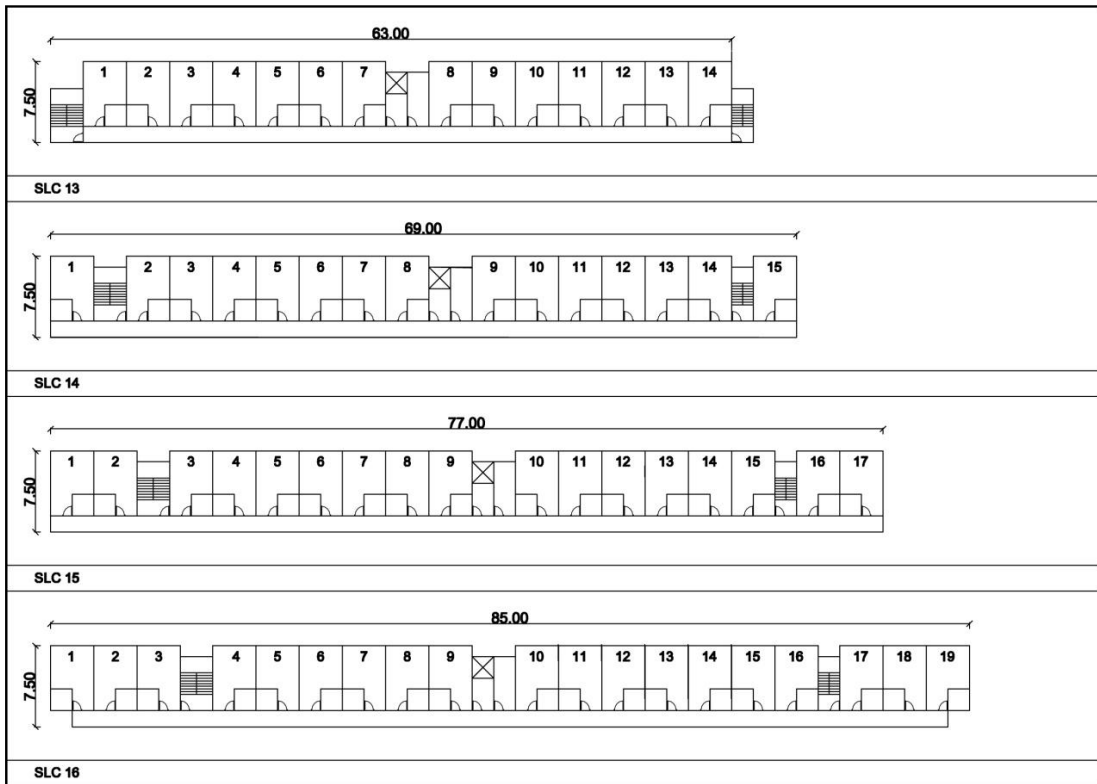 63.00
7.50
1 2 3 4 5 6 7 8 9 10 11 12 13 14
SLC 13
69.00
7.50
1 2 3 4 5 6 7 8 9 10 11 12 13 14 15
SLC 14
77.00
7.50
1 2 3 4 5 6 7 8 9 10 11 12 13 14 15 16 17
SLC 15
85.00
7.50
1 2 3 4 5 6 7 8 9 10 11 12 13 14 15 16 17 18 19
SLC 16